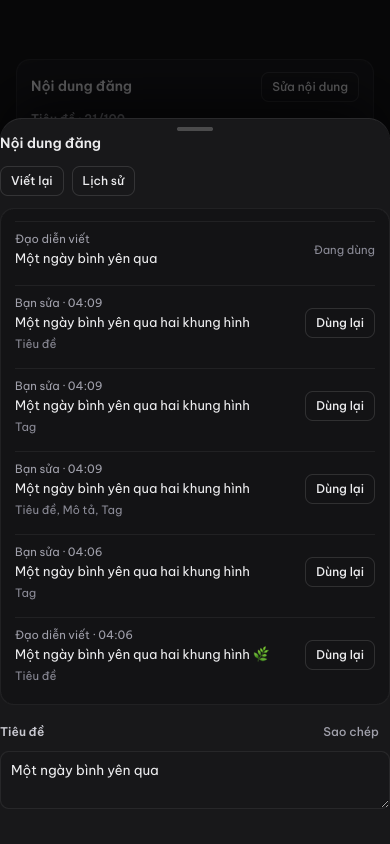 Nội dung đăng
Sửa nội dung
Tiêu đề · 21/100
Nội dung đăng
Viết lại
Lịch sử
Đạo diễn viết
Một ngày bình yên qua
Đang dùng
Bạn sửa · 04:09
Một ngày bình yên qua hai khung hình
Tiêu đề
Dùng lại
Bạn sửa · 04:09
Một ngày bình yên qua hai khung hình
Tag
Dùng lại
Bạn sửa · 04:09
Một ngày bình yên qua hai khung hình
Tiêu đề, Mô tả, Tag
Dùng lại
Bạn sửa · 04:06
Một ngày bình yên qua hai khung hình
Tag
Dùng lại
Đạo diễn viết · 04:06
Một ngày bình yên qua hai khung hình 🌿
Tiêu đề
Dùng lại
Tiêu đề
Sao chép
Một ngày bình yên qua